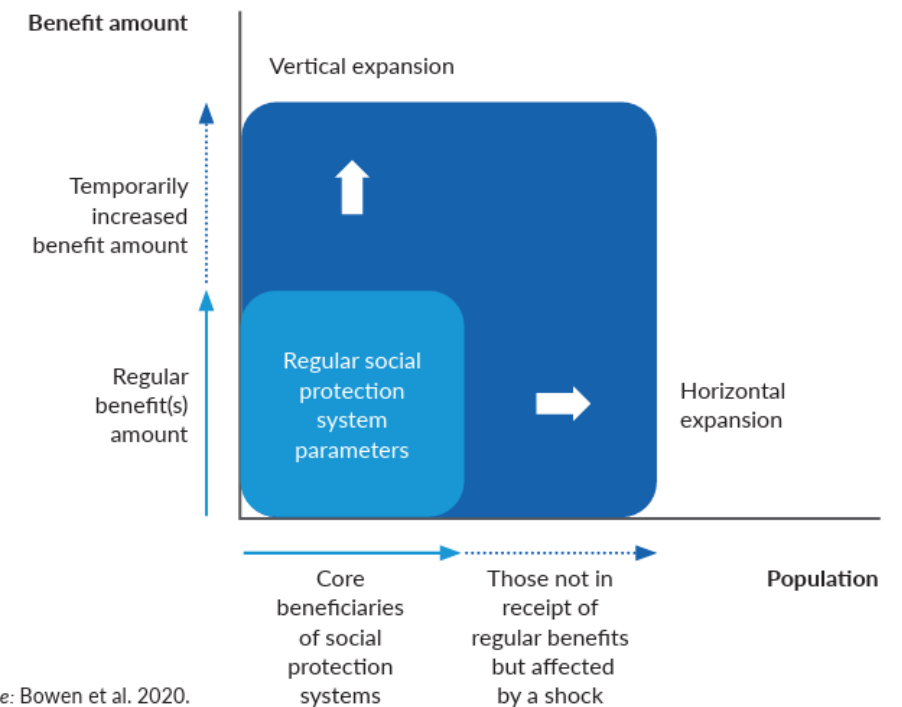 Benefit amount
Vertical expansion
Temporarily
increased
benefit amount
Regular
benefit(s)
amount
Regular social
protection
system
parameters
Horizontal
expansion
Core
beneficiaries
of social
protection
systems
Those not in
receipt of
regular benefits
but affected
by a shock
Population
e: Bowen et al. 2020.